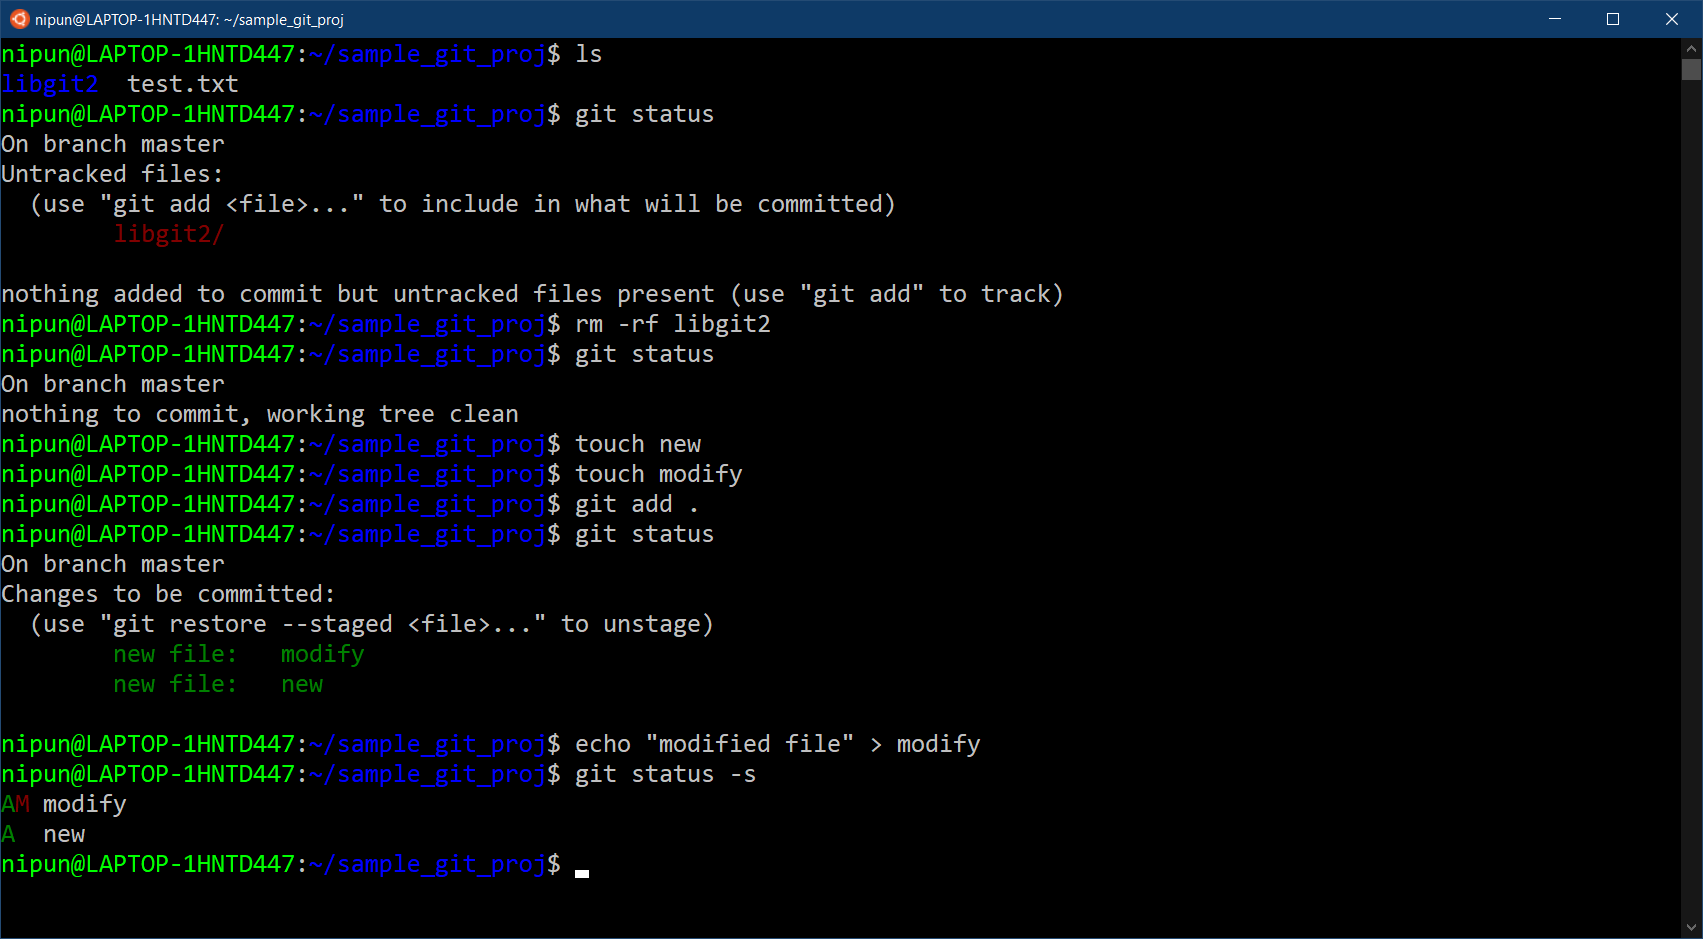 nipun@LAPTOP-1HNTD447: ~/sample_git_proj
nipun@LAPTOP-1HNTD447:~/sample_git_proj$ ls
libgit2  test.txt
nipun@LAPTOP-1HNTD447:~/sample_git_proj$ git status
On branch master
Untracked files:
  (use "git add <file>..." to include in what will be committed)
        libgit2/

nothing added to commit but untracked files present (use "git add" to track)
nipun@LAPTOP-1HNTD447:~/sample_git_proj$ rm -rf libgit2
nipun@LAPTOP-1HNTD447:~/sample_git_proj$ git status
On branch master
nothing to commit, working tree clean
nipun@LAPTOP-1HNTD447:~/sample_git_proj$ touch new
nipun@LAPTOP-1HNTD447:~/sample_git_proj$ touch modify
nipun@LAPTOP-1HNTD447:~/sample_git_proj$ git add .
nipun@LAPTOP-1HNTD447:~/sample_git_proj$ git status
On branch master
Changes to be committed:
  (use "git restore --staged <file>..." to unstage)
        new file:   modify
        new file:   new

nipun@LAPTOP-1HNTD447:~/sample_git_proj$ echo "modified file" > modify
nipun@LAPTOP-1HNTD447:~/sample_git_proj$ git status -s
AM modify
A  new
nipun@LAPTOP-1HNTD447:~/sample_git_proj$